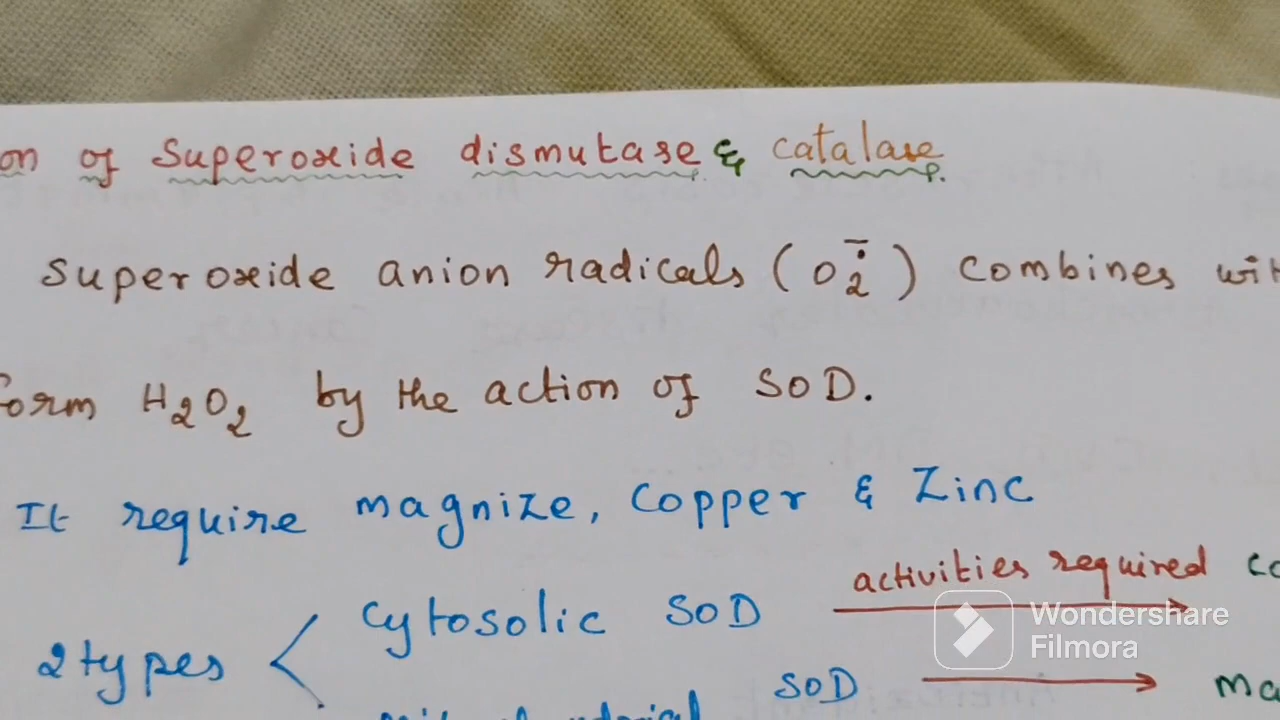 on of superoxide dismutase & catalase
superoxide anion radicals (O₂∸) combines wit
form H₂O₂ by the action of SOD.
It require magnize, copper & Zinc
activities required co
2 types < Cytosolic SOD
SOD ma
Wondershare
Filmora